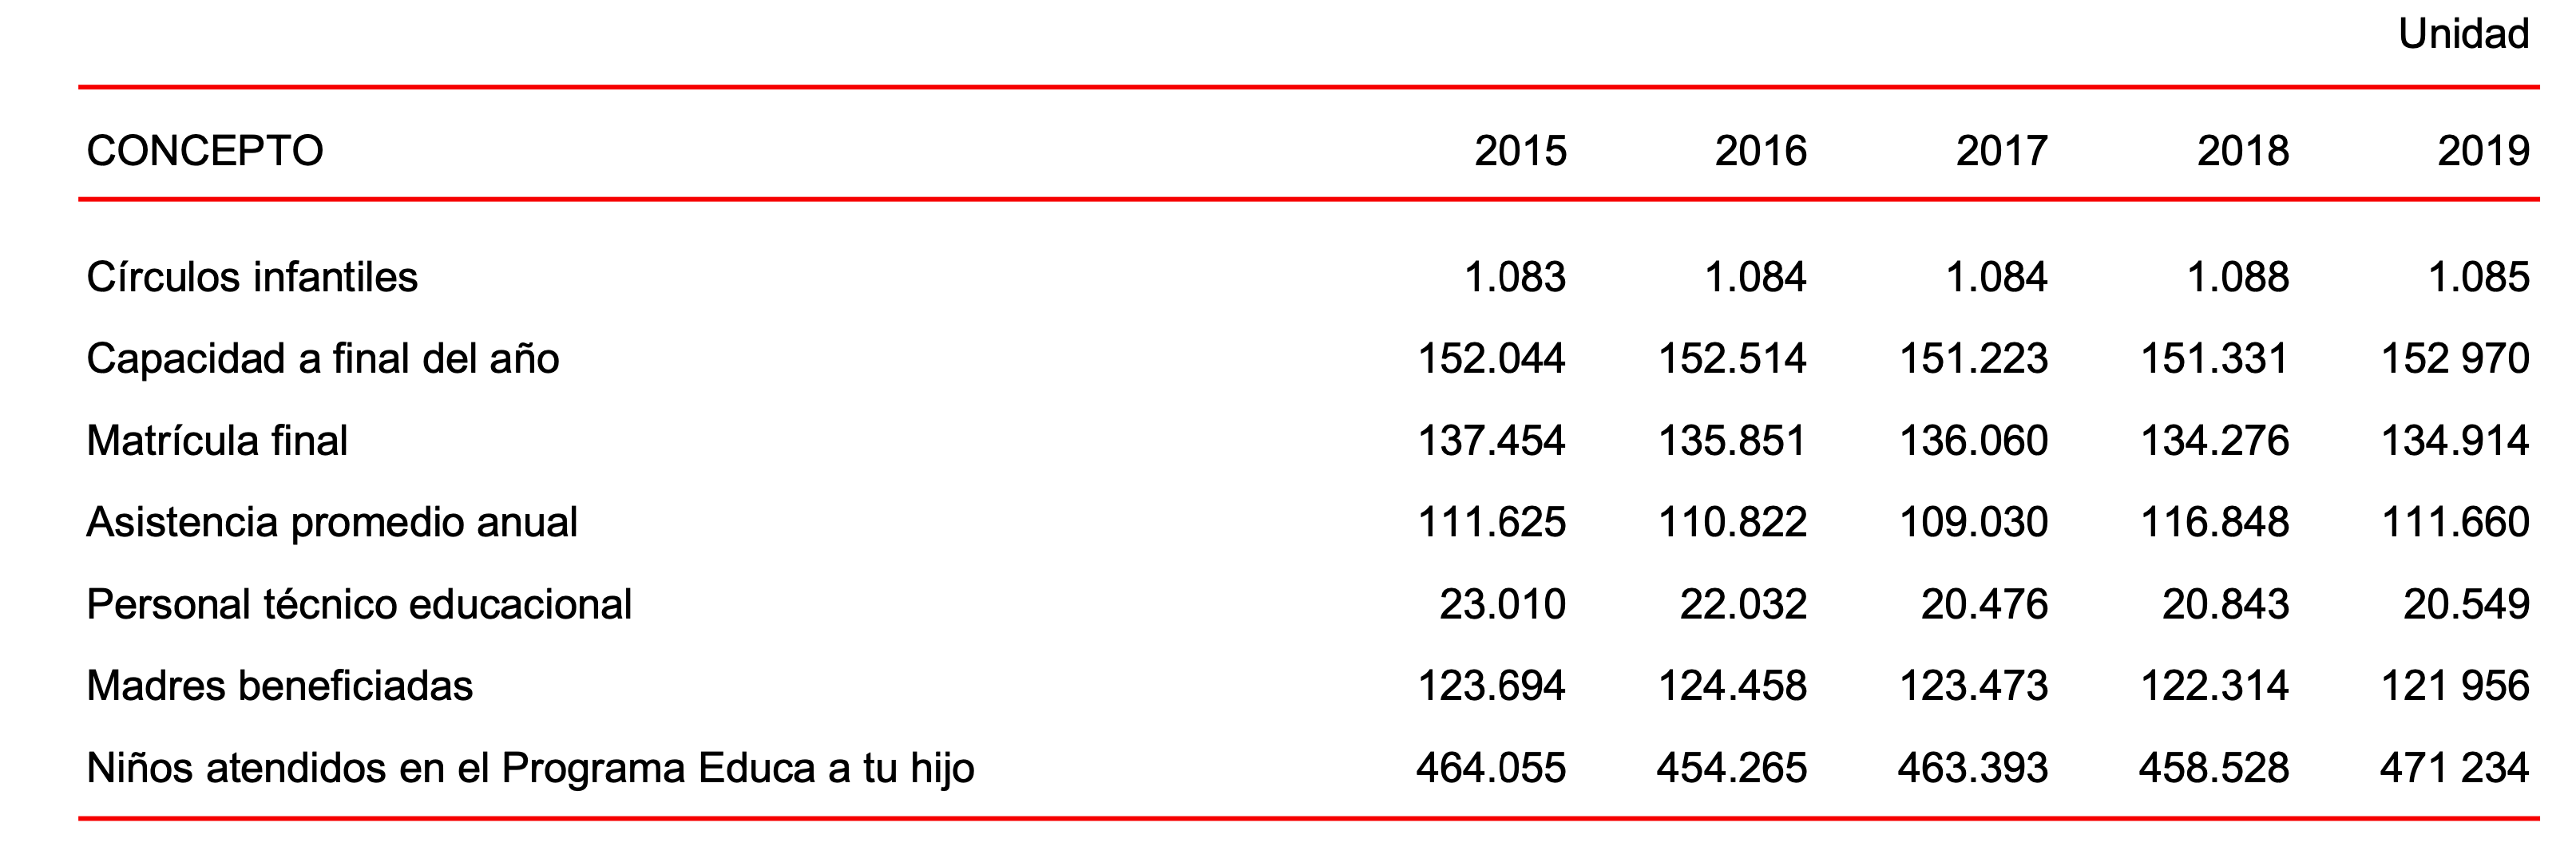 Unidad
CONCEPTO 2015 2016 2017 2018 2019
Círculos infantiles 1.083 1.084 1.084 1.088 1.085
Capacidad a final del año 152.044 152.514 151.223 151.331 152 970
Matrícula final 137.454 135.851 136.060 134.276 134.914
Asistencia promedio anual 111.625 110.822 109.030 116.848 111.660
Personal técnico educacional 23.010 22.032 20.476 20.843 20.549
Madres beneficiadas 123.694 124.458 123.473 122.314 121 956
Niños atendidos en el Programa Educa a tu hijo 464.055 454.265 463.393 458.528 471 234